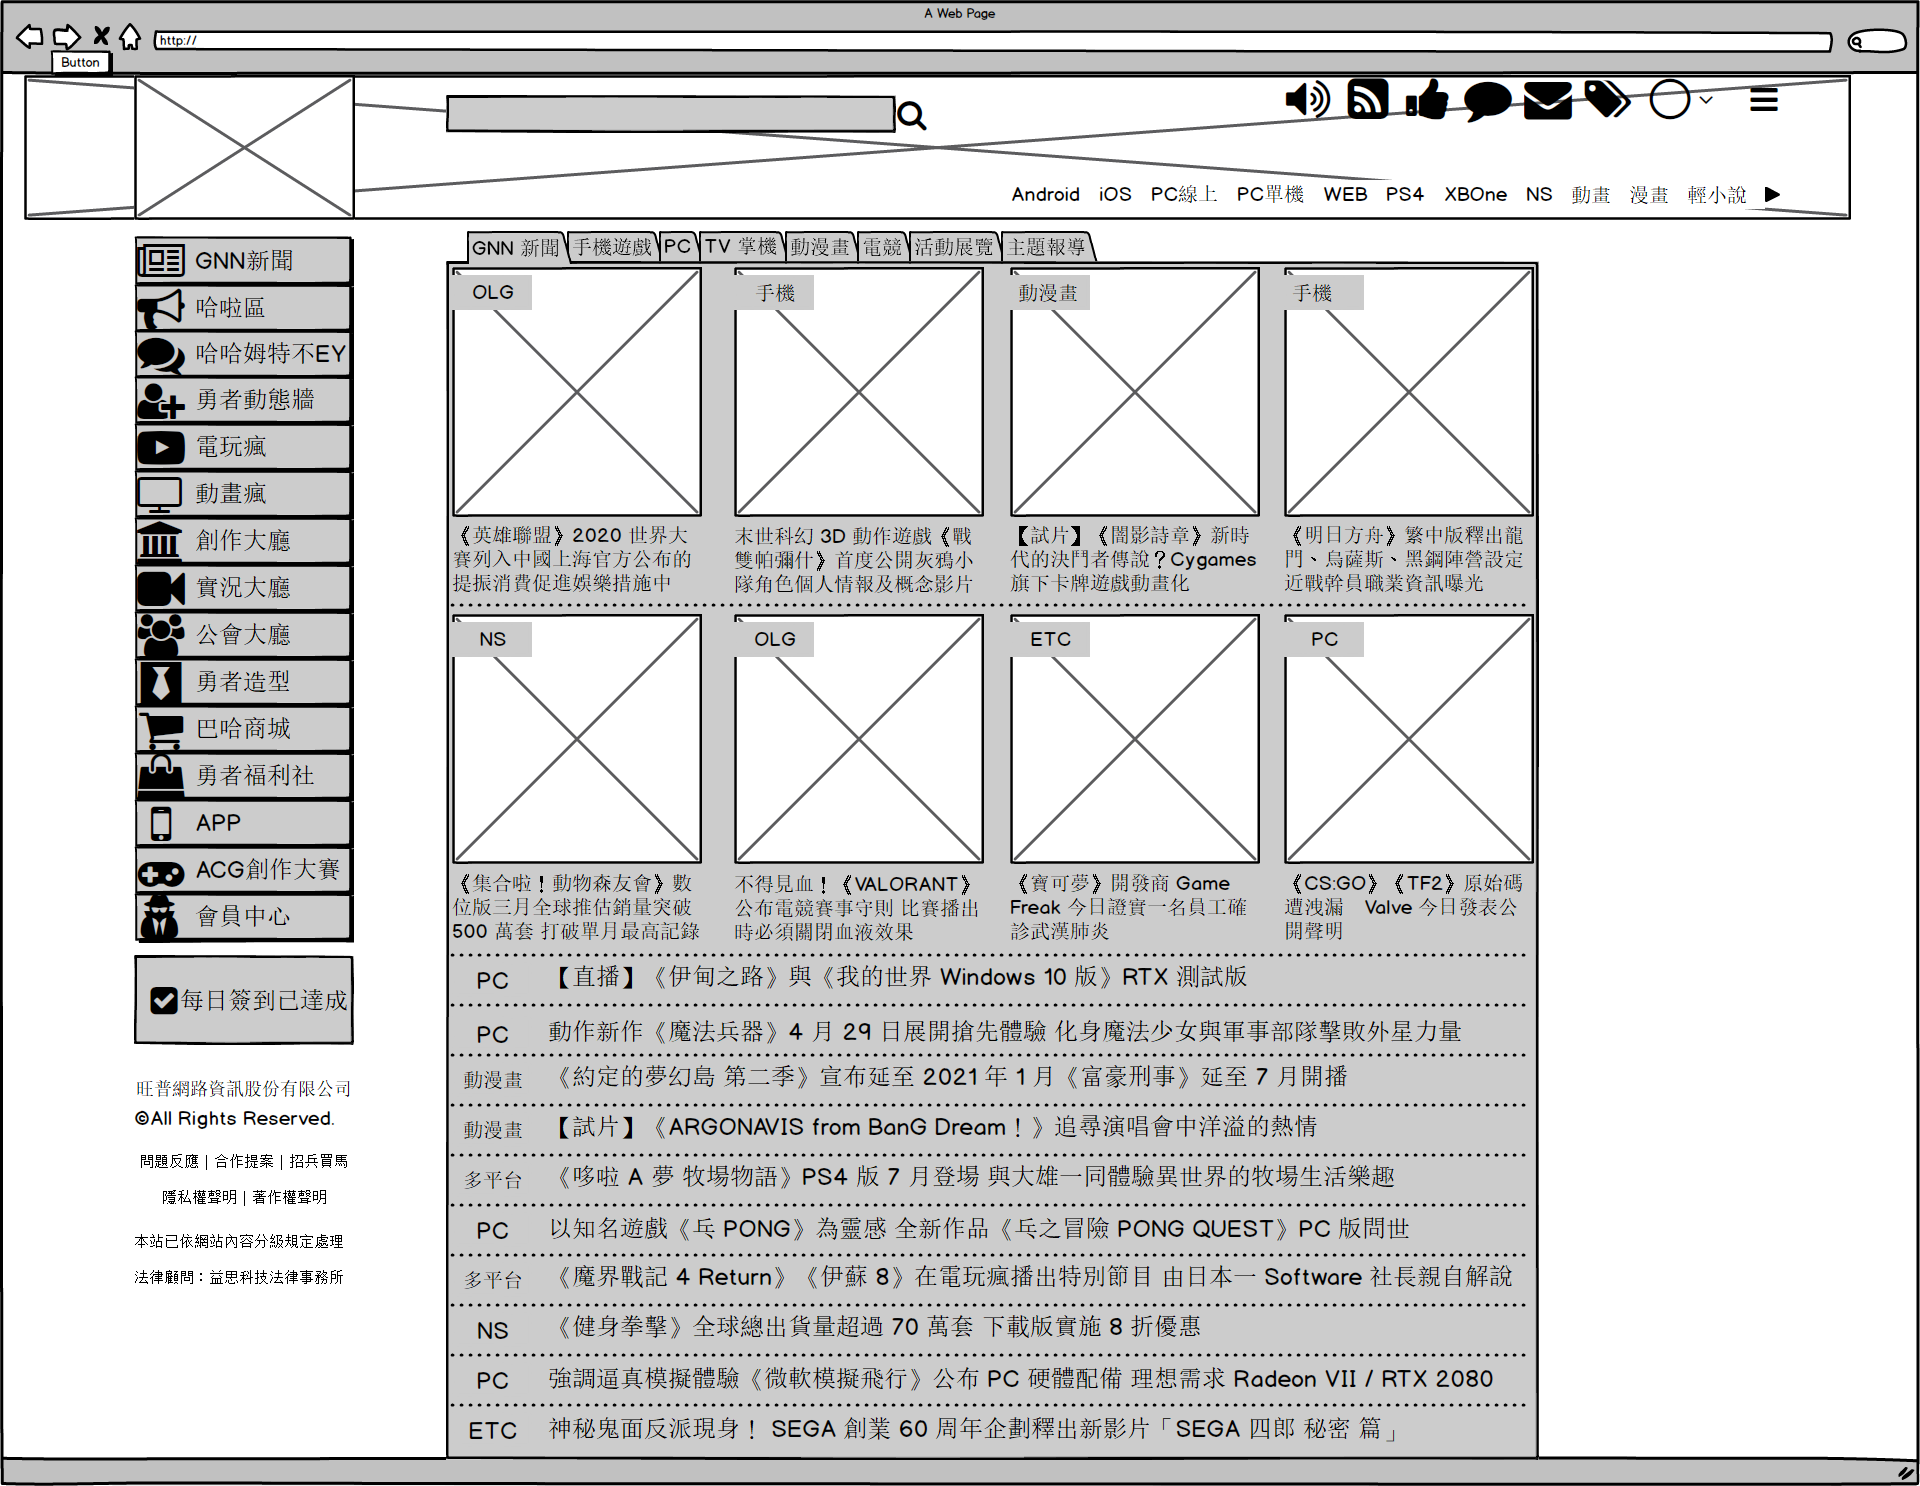 A Web Page
http://
Button
Android iOS PC線上 PC單機 WEB PS4 XBOne NS 動畫 漫畫 輕小說
GNN新聞
哈啦區
哈哈姆特不EY
勇者動態牆
電玩瘋
動畫瘋
創作大廳
實況大廳
公會大廳
勇者造型
巴哈商城
勇者福利社
APP
ACG創作大賽
會員中心
每日簽到已達成
旺普網路資訊股份有限公司
©All Rights Reserved.
問題反應 | 合作提案 | 招兵買馬
隱私權聲明 | 著作權聲明
本站已依網站內容分級規定處理
法律顧問：益思科技法律事務所
GNN 新聞 手機遊戲 PC TV 掌機 動漫畫 電競 活動展覽 主題報導
OLG
《英雄聯盟》2020 世界大
賽列入中國上海官方公布的
提振消費促進娛樂措施中
手機
末世科幻 3D 動作遊戲《戰
雙帕彌什》首度公開灰鴉小
隊角色個人情報及概念影片
動漫畫
【試片】《闇影詩章》新時
代的決鬥者傳說？Cygames
旗下卡牌遊戲動畫化
手機
《明日方舟》繁中版釋出龍
門、烏薩斯、黑鋼陣營設定
近戰幹員職業資訊曝光
NS
《集合啦！動物森友會》數
位版三月全球推估銷量突破
500 萬套 打破單月最高記錄
OLG
不得見血！《VALORANT》
公布電競賽事守則 比賽播出
時必須關閉血液效果
ETC
《寶可夢》開發商 Game
Freak 今日證實一名員工確
診武漢肺炎
PC
《CS:GO》《TF2》原始碼
遭洩漏 Valve 今日發表公
開聲明
PC 【直播】《伊甸之路》與《我的世界 Windows 10 版》RTX 測試版
PC 動作新作《魔法兵器》4 月 29 日展開搶先體驗 化身魔法少女與軍事部隊擊敗外星力量
動漫畫 《約定的夢幻島 第二季》宣布延至 2021 年 1 月《富豪刑事》延至 7 月開播
動漫畫 【試片】《ARGONAVIS from BanG Dream！》追尋演唱會中洋溢的熱情
多平台 《哆啦 A 夢 牧場物語》PS4 版 7 月登場 與大雄一同體驗異世界的牧場生活樂趣
PC 以知名遊戲《乓 PONG》為靈感 全新作品《乓之冒險 PONG QUEST》PC 版問世
多平台 《魔界戰記 4 Return》《伊蘇 8》在電玩瘋播出特別節目 由日本一 Software 社長親自解說
NS 《健身拳擊》全球總出貨量超過 70 萬套 下載版實施 8 折優惠
PC 強調逼真模擬體驗《微軟模擬飛行》公布 PC 硬體配備 理想需求 Radeon VII / RTX 2080
ETC 神秘鬼面反派現身！ SEGA 創業 60 周年企劃釋出新影片「SEGA 四郎 秘密 篇」